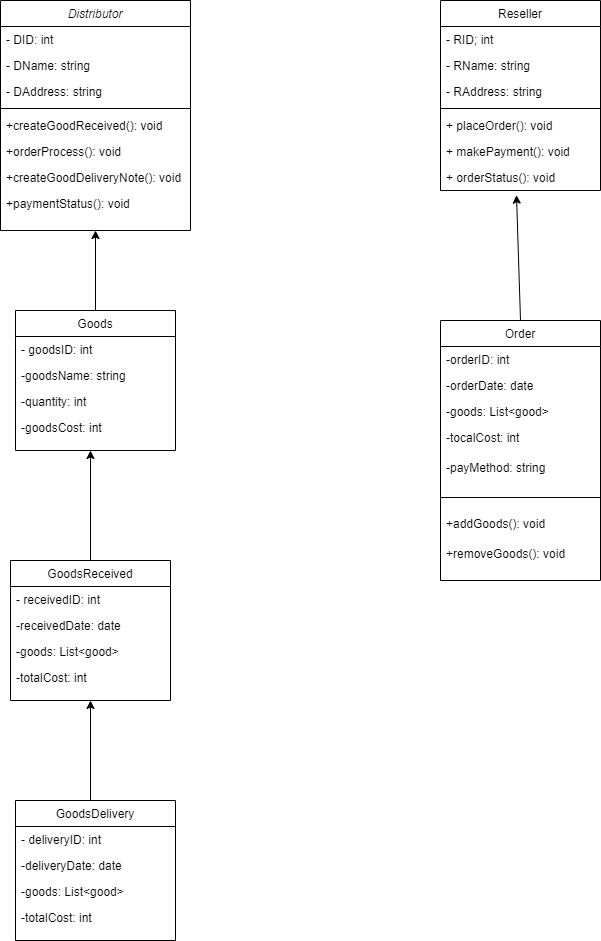 Distributor
- DID: int
- DName: string
- DAddress: string
+createGoodReceived(): void
+orderProcess(): void
+createGoodDeliveryNote(): void
+paymentStatus(): void
Goods
- goodsID: int
-goodsName: string
-quantity: int
-goodsCost: int
GoodsReceived
- receivedID: int
-receivedDate: date
-goods: List<good>
-totalCost: int
GoodsDelivery
- deliveryID: int
-deliveryDate: date
-goods: List<good>
-totalCost: int
Reseller
- RID; int
- RName: string
- RAddress: string
+ placeOrder(): void
+ makePayment(): void
+ orderStatus(): void
Order
-orderID: int
-orderDate: date
-goods: List<good>
-tocalCost: int
-payMethod: string
+addGoods(): void
+removeGoods(): void